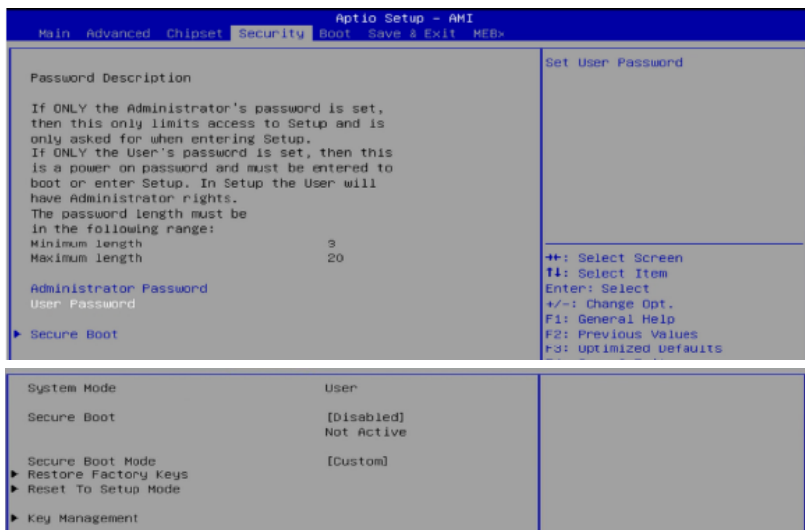 Aptio Setup - AMI
Main Advanced Chipset Security Boot Save & Exit MEBx
Password Description
If ONLY the Administrator's password is set,
then this only limits access to Setup and is
only asked for when entering Setup.
If ONLY the User's password is set, then this
is a power on password and must be entered to
boot or enter Setup. In Setup the User will
have Administrator rights.
The password length must be
in the following range:
Minimum length 3
Maximum length 20
Administrator Password
User Password
Secure Boot
Set User Password
: Select Screen
↑↓: Select Item
Enter: Select
+/-: Change Opt.
F1: General Help
F2: Previous Values
F3: Optimized Defaults
System Mode User
Secure Boot [Disabled]
Not Active
Secure Boot Mode [Custom]
Restore Factory Keys
Reset To Setup Mode
Key Management